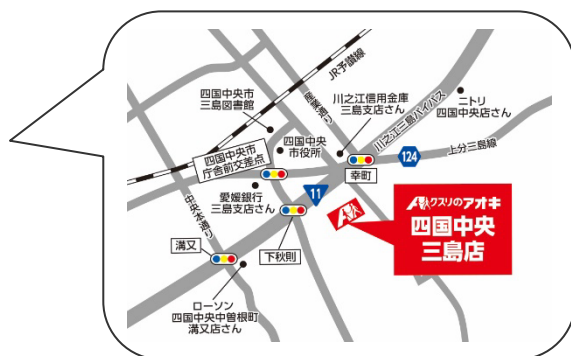 JR予讃線
四国中央市
三島図書館
産業通り
川之江信用金庫
三島支店さん
川之江三島バイパス
ニトリ
四国中央店さん
四国中央
市役所
四国中央市
庁舎前交差点
124
上分三島線
幸町
愛媛銀行
三島支店さん
11
クスリのアオキ
四国中央
三島店
中央本通り
溝又
下秋則
ローソン
四国中央中曽根町
溝又店さん